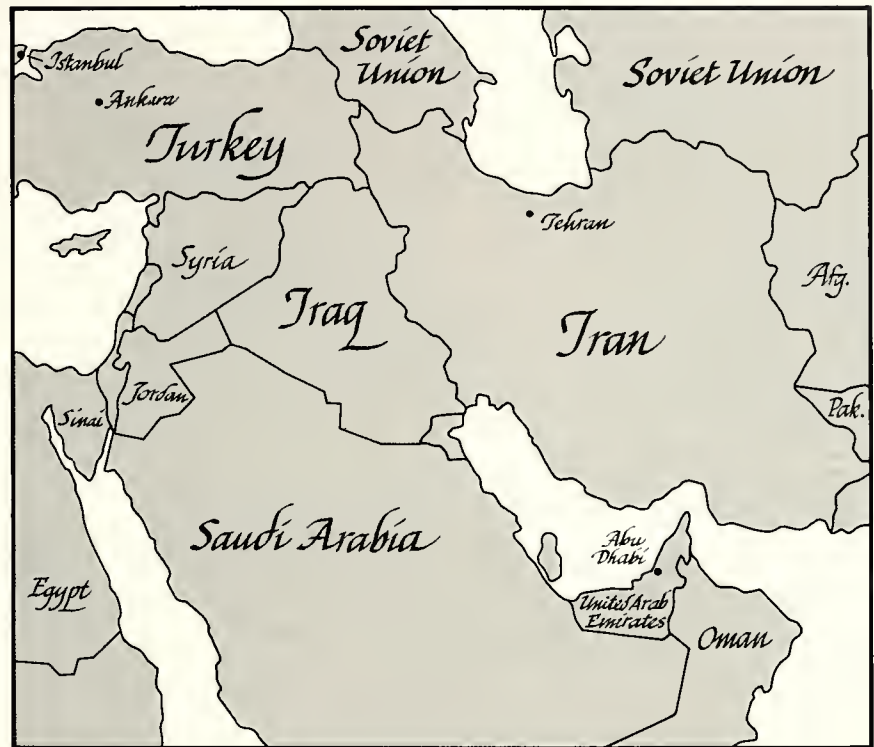 Istanbul
Ankara
Turkey
Soviet
Union
Soviet Union
Tehran
Syria
Iraq
Iran
Afg.
Pak.
Jordan
Sinai
Saudi Arabia
Egypt
Abu
Dhabi
United Arab
Emirates
Oman